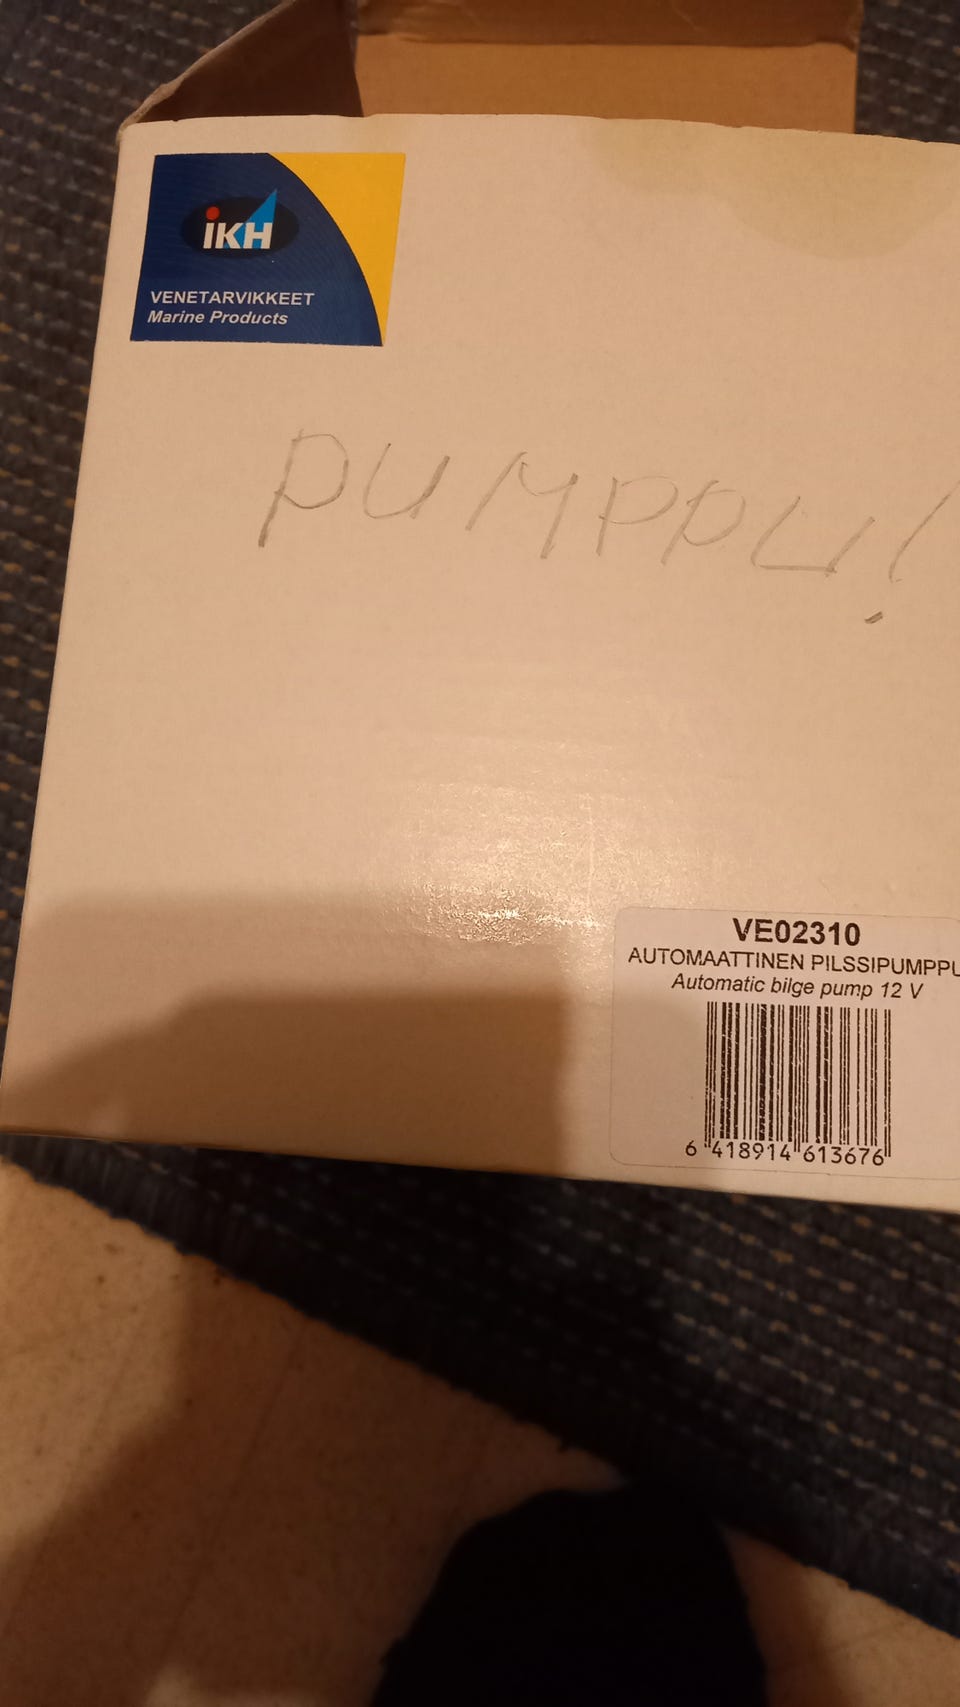 iKH
VENETARVIKKEET
Marine Products
PUMPPU!
VE02310
AUTOMAATTINEN PILSSIPUMPPU
Automatic bilge pump 12 V
6 418914 613676